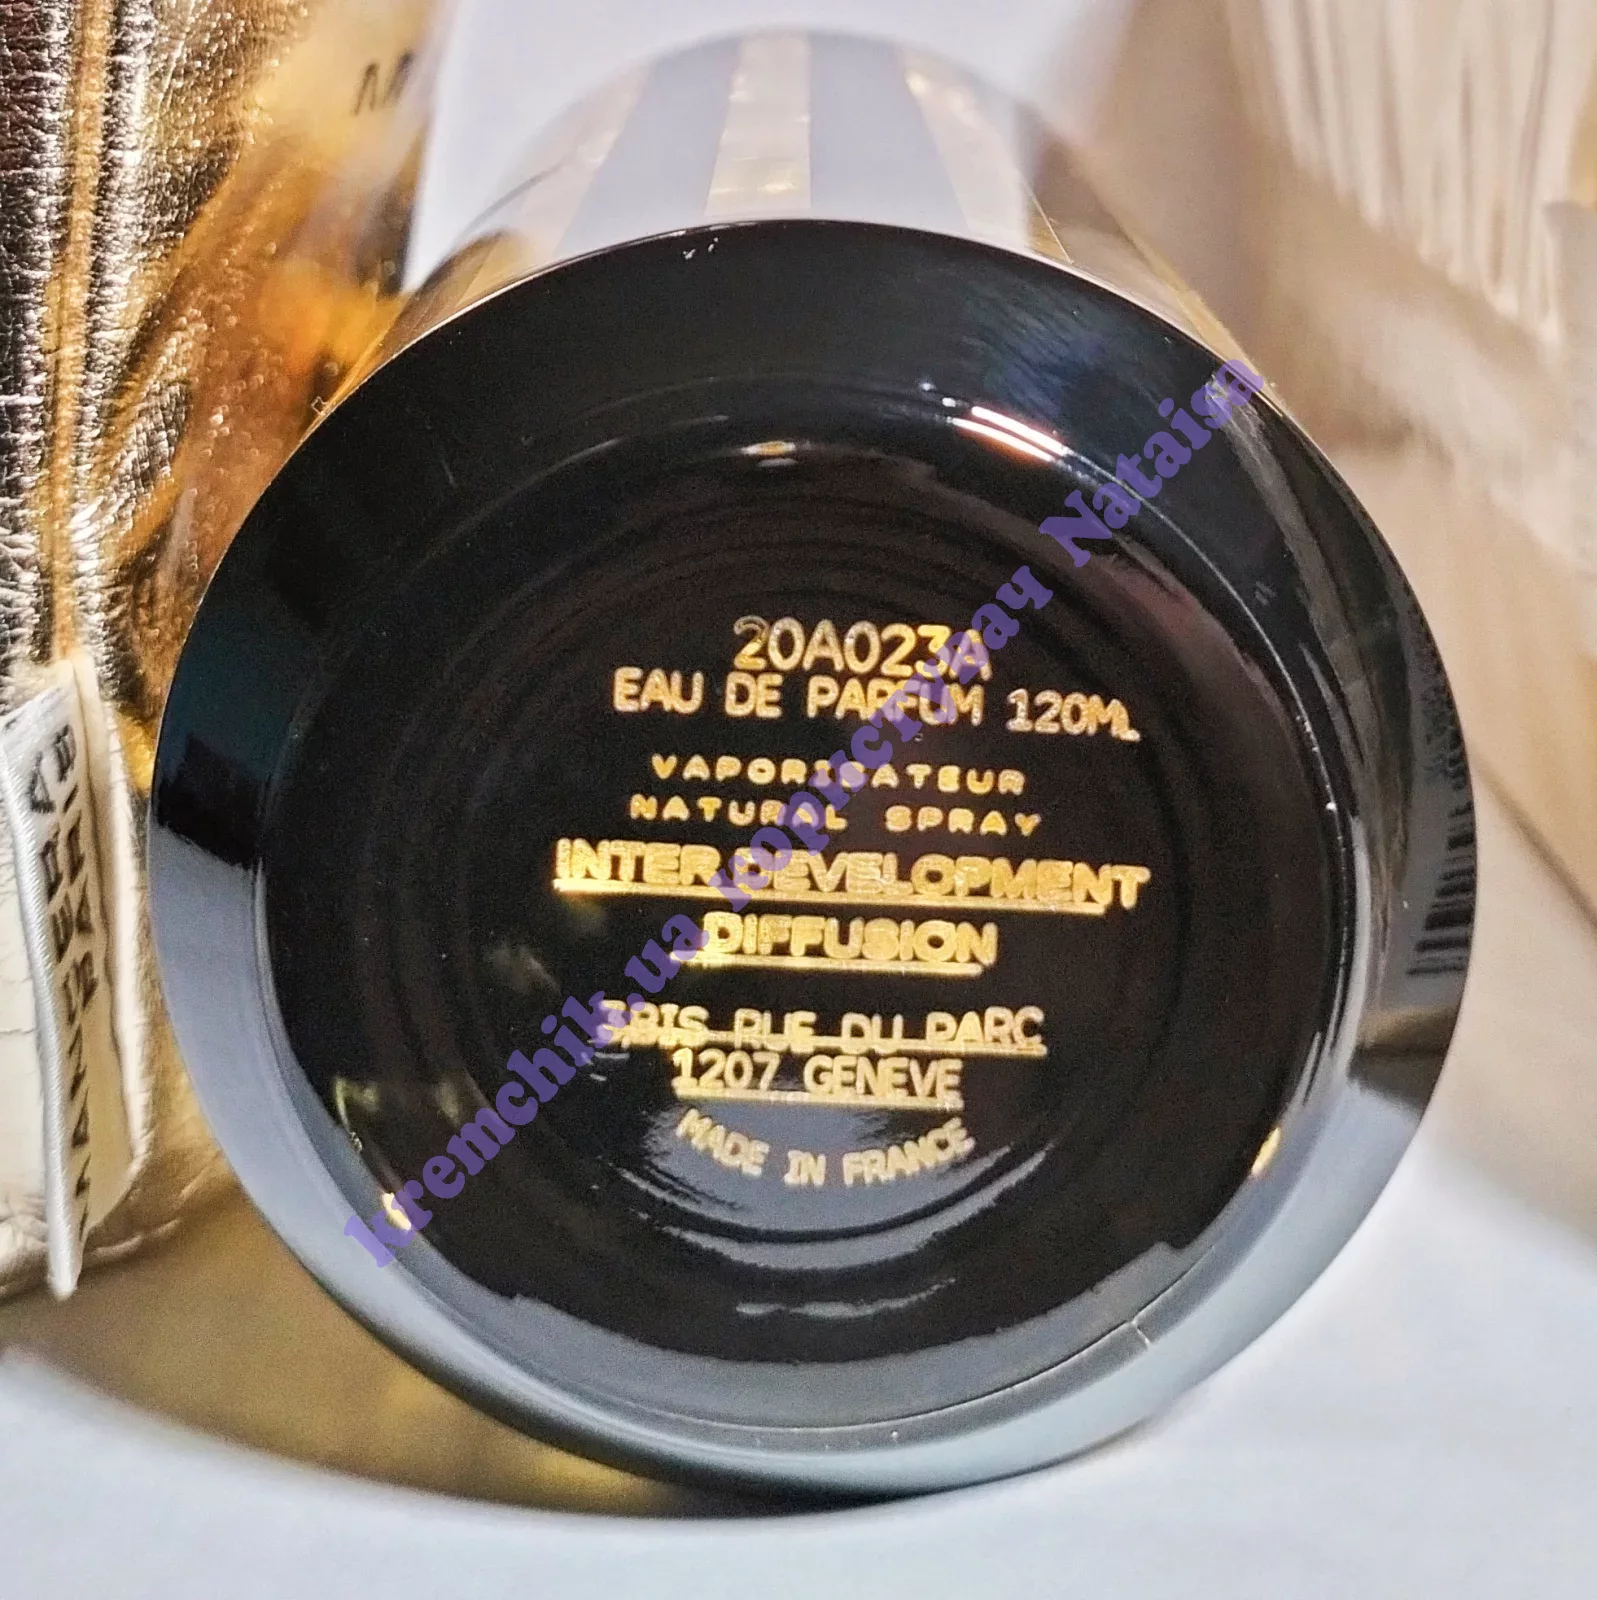 20A023A
EAU DE PARFUM 120ML
VAPORISATEUR
NATURAL SPRAY
INTER DEVELOPMENT
DIFFUSION
BIS RUE DU PARC
1207 GENEVE
MADE IN FRANCE
kremchik.ua користувач Nataisa
PARIS